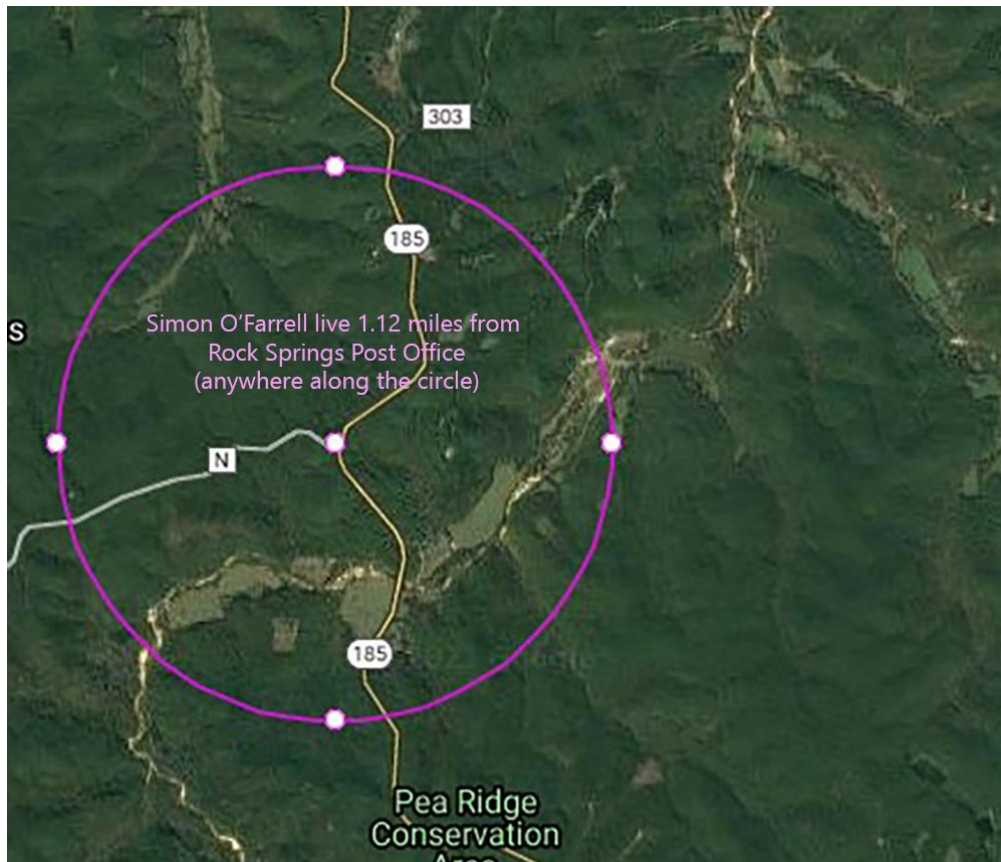 303
185
S
Simon O’Farrell live 1.12 miles from
Rock Springs Post Office
(anywhere along the circle)
N
185
Pea Ridge
Conservation
Area